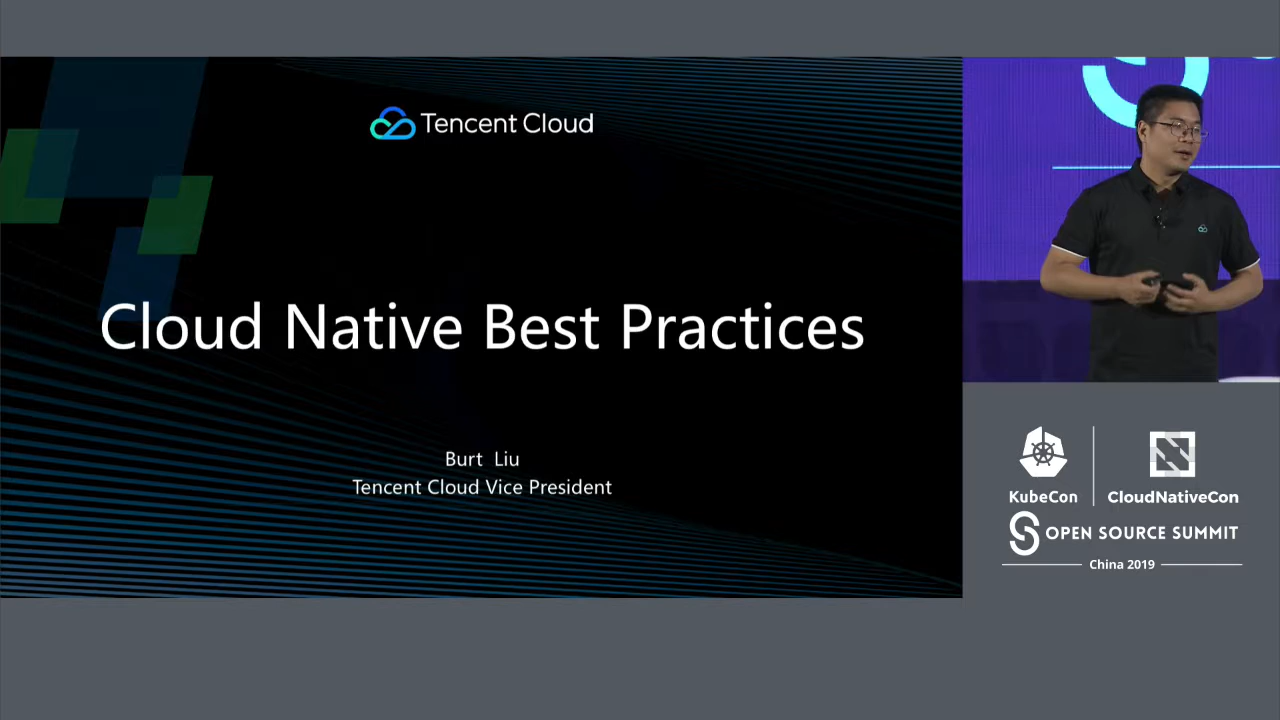 Tencent Cloud
Cloud Native Best Practices
Burt Liu
Tencent Cloud Vice President
KubeCon
CloudNativeCon
OPEN SOURCE SUMMIT
China 2019